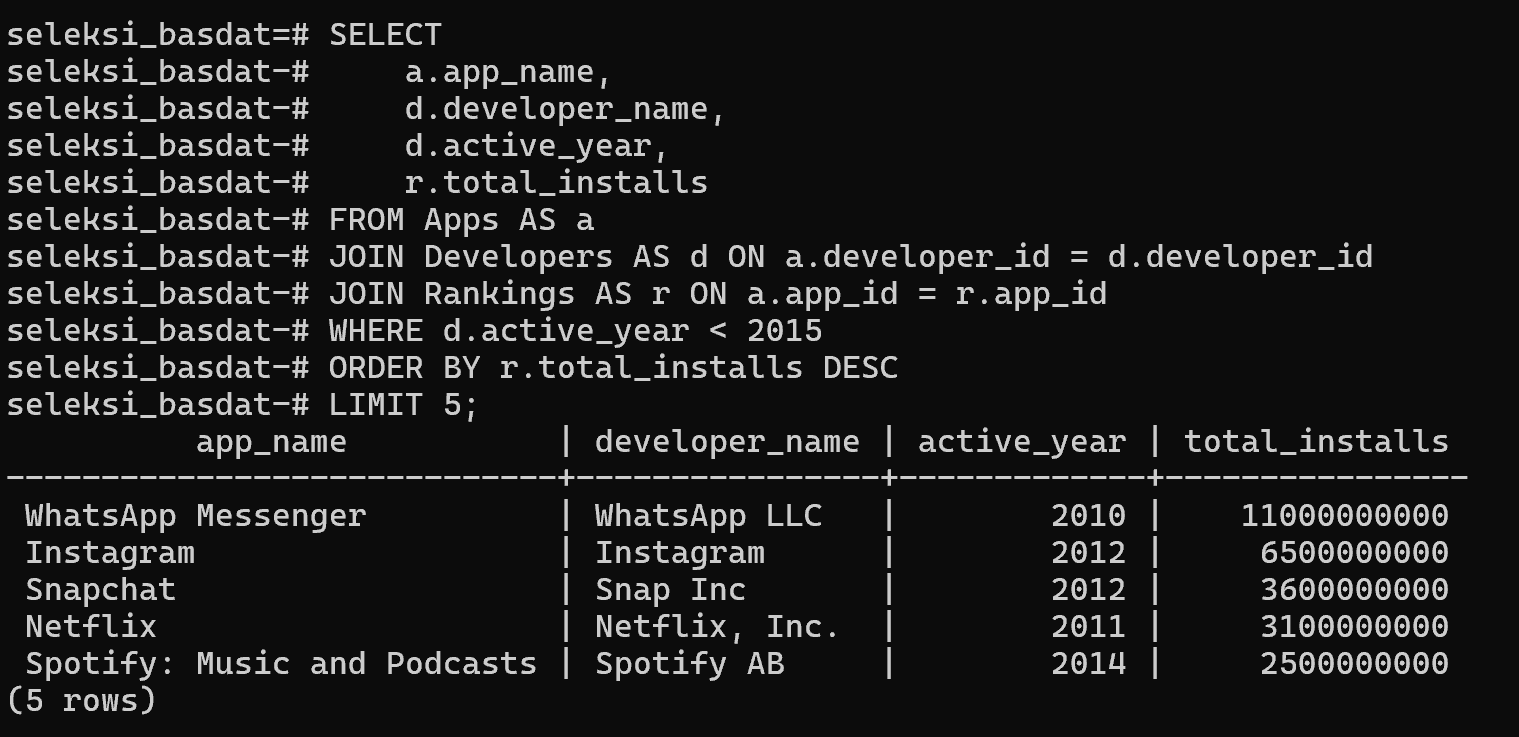 seleksi_basdat=# SELECT
seleksi_basdat-#     a.app_name,
seleksi_basdat-#     d.developer_name,
seleksi_basdat-#     d.active_year,
seleksi_basdat-#     r.total_installs
seleksi_basdat-# FROM Apps AS a
seleksi_basdat-# JOIN Developers AS d ON a.developer_id = d.developer_id
seleksi_basdat-# JOIN Rankings AS r ON a.app_id = r.app_id
seleksi_basdat-# WHERE d.active_year < 2015
seleksi_basdat-# ORDER BY r.total_installs DESC
seleksi_basdat-# LIMIT 5;
          app_name           | developer_name | active_year | total_installs
-----------------------------+----------------+-------------+----------------
 WhatsApp Messenger          | WhatsApp LLC   |        2010 |    11000000000
 Instagram                   | Instagram      |        2012 |     6500000000
 Snapchat                    | Snap Inc       |        2012 |     3600000000
 Netflix                     | Netflix, Inc.  |        2011 |     3100000000
 Spotify: Music and Podcasts | Spotify AB     |        2014 |     2500000000
(5 rows)